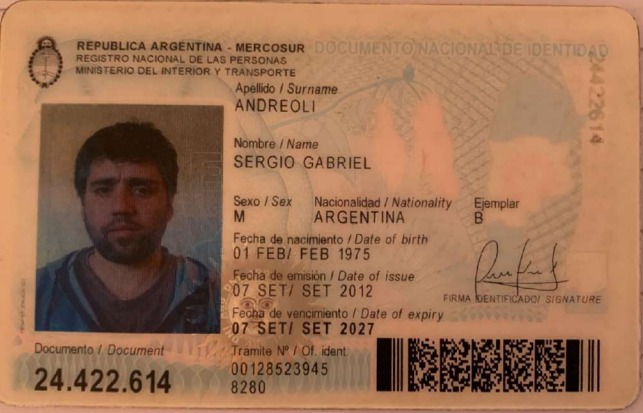 REPUBLICA ARGENTINA - MERCOSUR
DOCUMENTO NACIONAL DE IDENTIDAD
REGISTRO NACIONAL DE LAS PERSONAS
MINISTERIO DEL INTERIOR Y TRANSPORTE
Apellido / Surname
ANDREOLI
Nombre / Name
SERGIO GABRIEL
Sexo / Sex Nacionalidad / Nationality Ejemplar
M ARGENTINA B
Fecha de nacimiento / Date of birth
01 FEB/ FEB 1975
Fecha de emisión / Date of issue
07 SET/ SET 2012
FIRMA IDENTIFICADO/ SIGNATURE
Fecha de vencimiento / Date of expiry
07 SET/ SET 2027
Documento / Document
24.422.614
Tramite Nº / Of. ident.
00128523945
8280
24422614